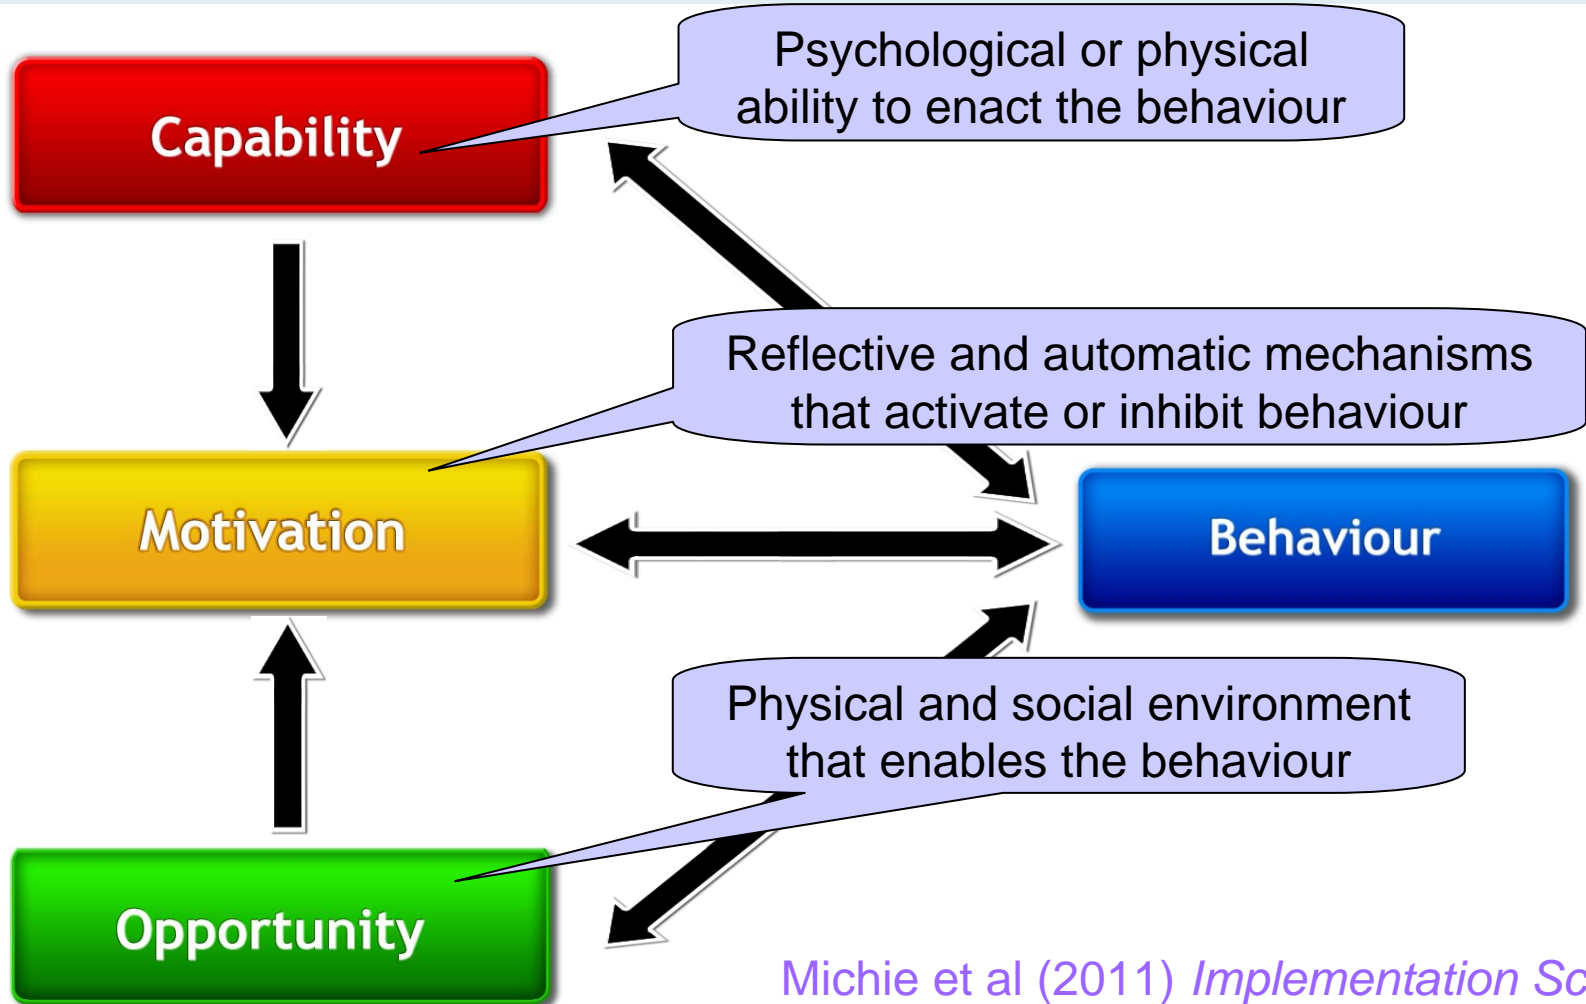 Psychological or physical
ability to enact the behaviour
Capability
Reflective and automatic mechanisms
that activate or inhibit behaviour
Motivation
Behaviour
Physical and social environment
that enables the behaviour
Opportunity
Michie et al (2011) Implementation Sc